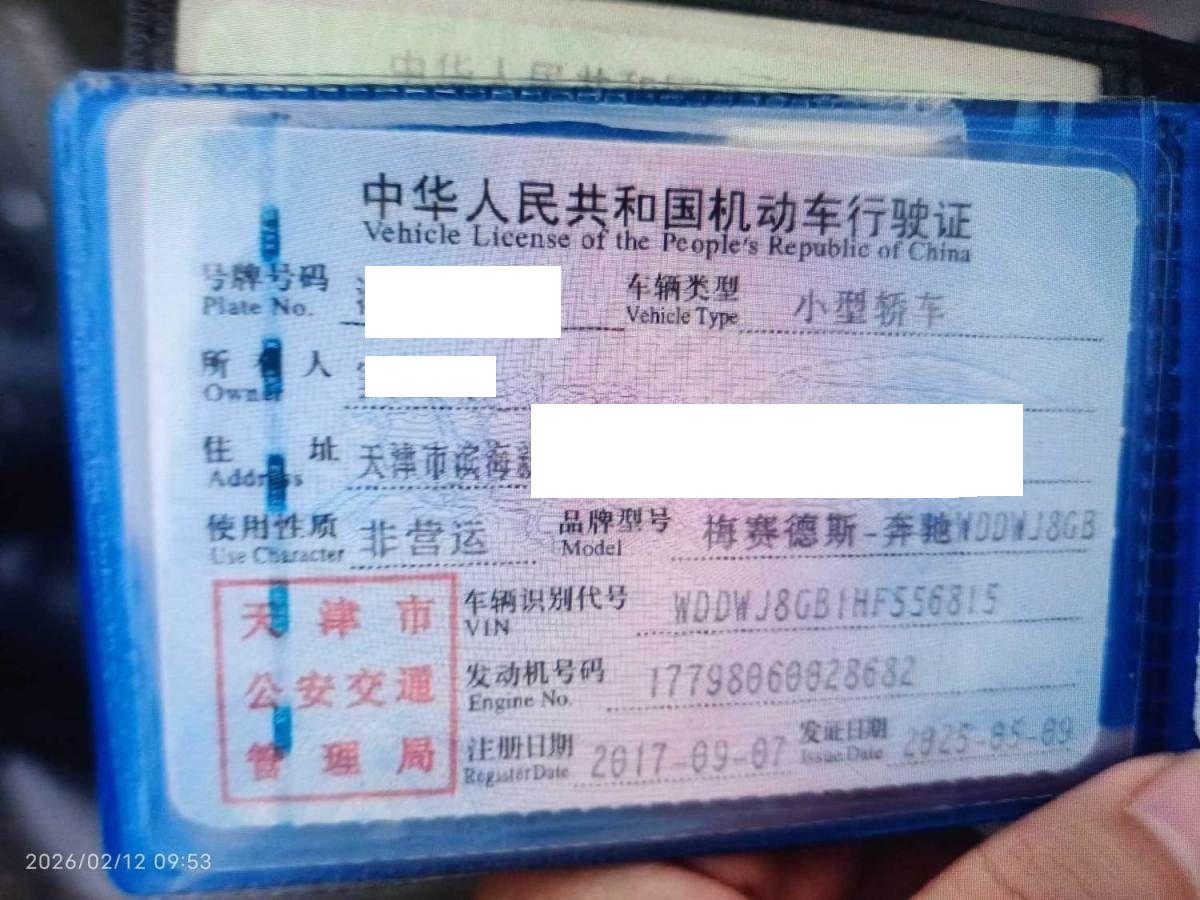 中华人民共和国机动车行驶证
Vehicle License of the People's Republic of China
号牌号码
Plate No.
车辆类型 小型轿车
Vehicle Type
所 人
Owner
住 址 天津市滨海新
Address
使用性质 非营运
Use Character
品牌型号 梅赛德斯-奔驰WDDWJ8GB
Model
天津市
公安交通
管理局
车辆识别代号 WDDWJ8GB1HF556815
VIN
发动机号码 17798060028682
Engine No.
注册日期 2017-09-07
Register Date
发证日期 2025-05-09
Issue Date
2026/02/12 09:53